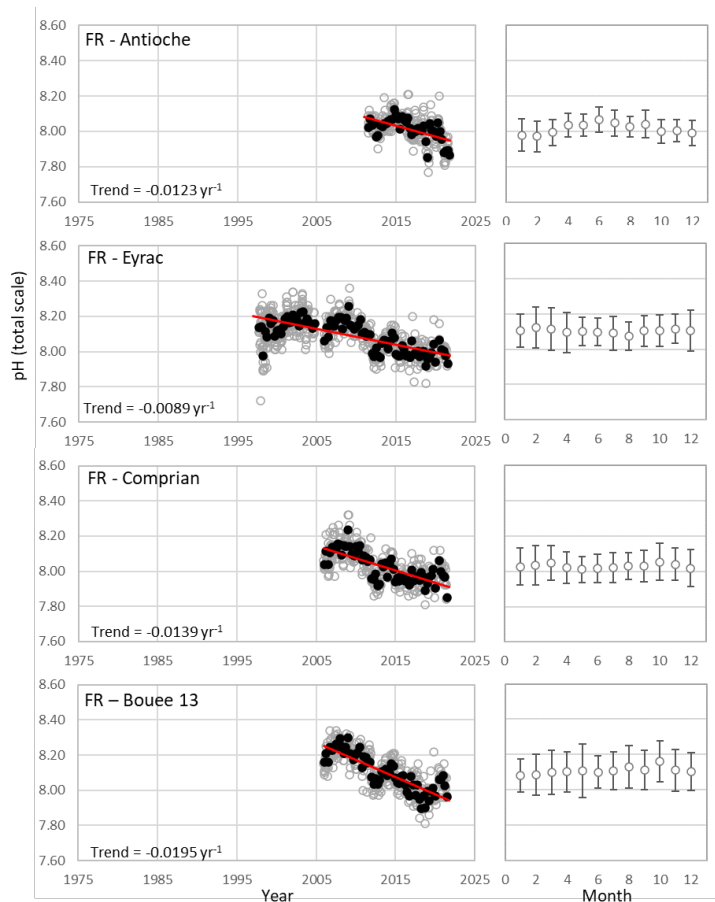 FR - Antioche
8.60
8.40
8.20
8.00
7.80
7.60
Trend = -0.0123 yr-1
1975 1985 1995 2005 2015 2025
0 2 4 6 8 10 12
FR - Eyrac
8.60
8.40
8.20
8.00
7.80
7.60
Trend = -0.0089 yr-1
1975 1985 1995 2005 2015 2025
0 2 4 6 8 10 12
pH (total scale)
FR - Comprian
8.60
8.40
8.20
8.00
7.80
7.60
Trend = -0.0139 yr-1
1975 1985 1995 2005 2015 2025
0 2 4 6 8 10 12
FR – Bouee 13
8.60
8.40
8.20
8.00
7.80
7.60
Trend = -0.0195 yr-1
1975 1985 1995 2005 2015 2025
0 2 4 6 8 10 12
Year
Month